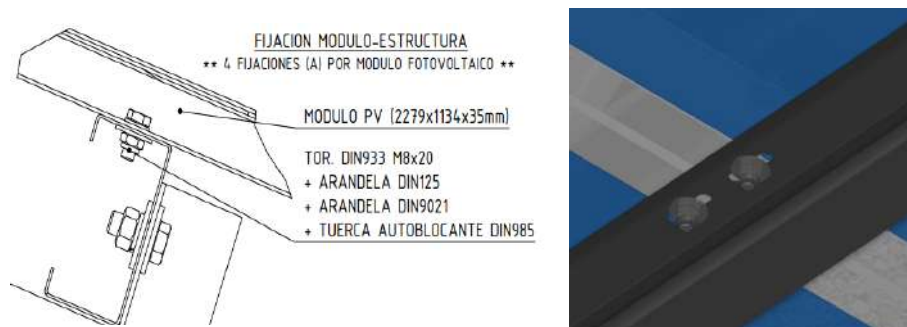 FIJACION MODULO-ESTRUCTURA
** 4 FIJACIONES (A) POR MODULO FOTOVOLTAICO **
MODULO PV (2279x1134x35mm)
TOR. DIN933 M8x20
+ ARANDELA DIN125
+ ARANDELA DIN9021
+ TUERCA AUTOBLOCANTE DIN985